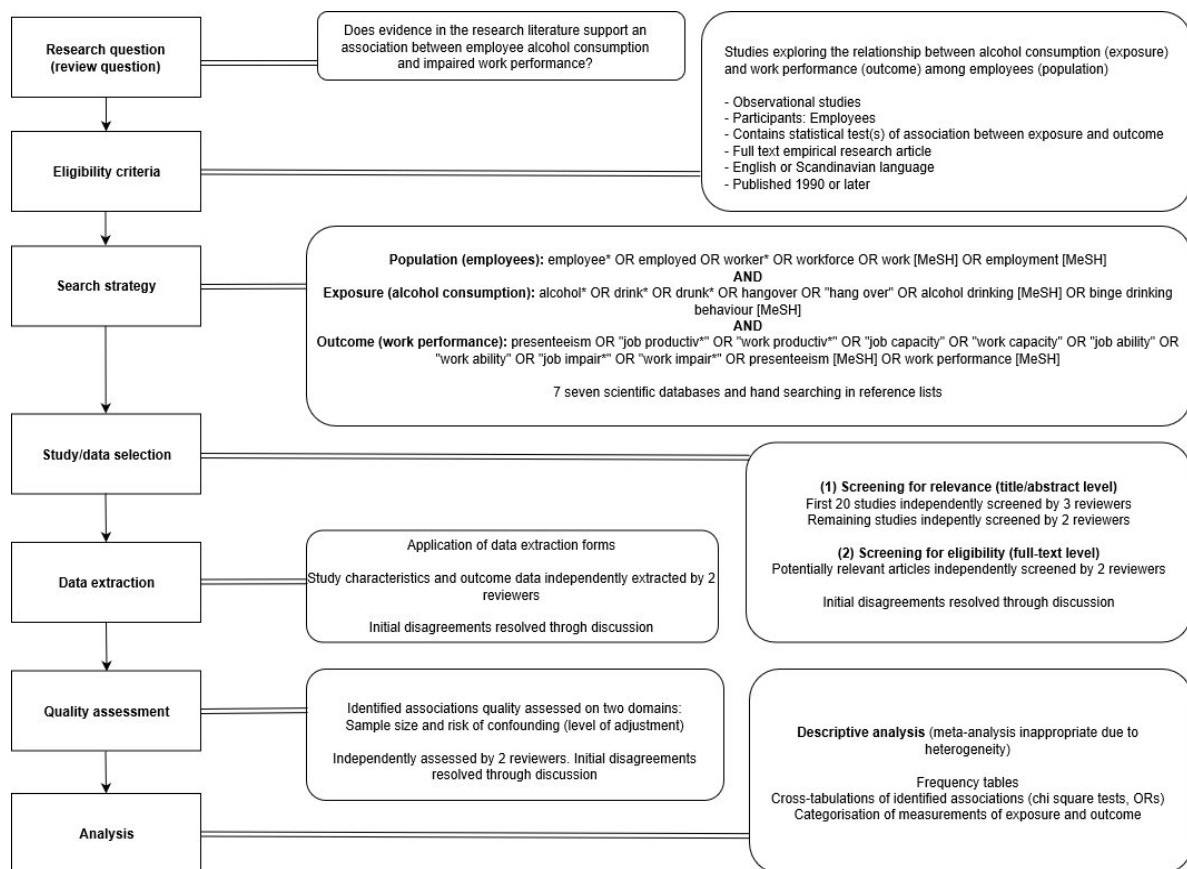 Research question
(review question)
Does evidence in the research literature support an
association between employee alcohol consumption
and impaired work performance?
Studies exploring the relationship between alcohol consumption (exposure)
and work performance (outcome) among employees (population)
- Observational studies
- Participants: Employees
- Contains statistical test(s) of association between exposure and outcome
- Full text empirical research article
- English or Scandinavian language
- Published 1990 or later
Eligibility criteria
Search strategy
Population (employees): employee* OR employed OR worker* OR workforce OR work [MeSH] OR employment [MeSH]
AND
Exposure (alcohol consumption): alcohol* OR drink* OR drunk* OR hangover OR "hang over" OR alcohol drinking [MeSH] OR binge drinking
behaviour [MeSH]
AND
Outcome (work performance): presenteeism OR "job productiv*" OR "work productiv*" OR "job capacity" OR "work capacity" OR "job ability" OR
"work ability" OR "job impair*" OR "work impair*" OR presenteeism [MeSH] OR work performance [MeSH]
7 seven scientific databases and hand searching in reference lists
Study/data selection
(1) Screening for relevance (title/abstract level)
First 20 studies independently screened by 3 reviewers
Remaining studies indepently screened by 2 reviewers
(2) Screening for eligibility (full-text level)
Potentially relevant articles independently screened by 2 reviewers
Initial disagreements resolved through discussion
Data extraction
Application of data extraction forms
Study characteristics and outcome data independently extracted by 2
reviewers
Initial disagreements resolved throgh discussion
Quality assessment
Identified associations quality assessed on two domains:
Sample size and risk of confounding (level of adjustment)
Independently assessed by 2 reviewers. Initial disagreements
resolved through discussion
Analysis
Descriptive analysis (meta-analysis inappropriate due to
heterogeneity)
Frequency tables
Cross-tabulations of identified associations (chi square tests, ORs)
Categorisation of measurements of exposure and outcome